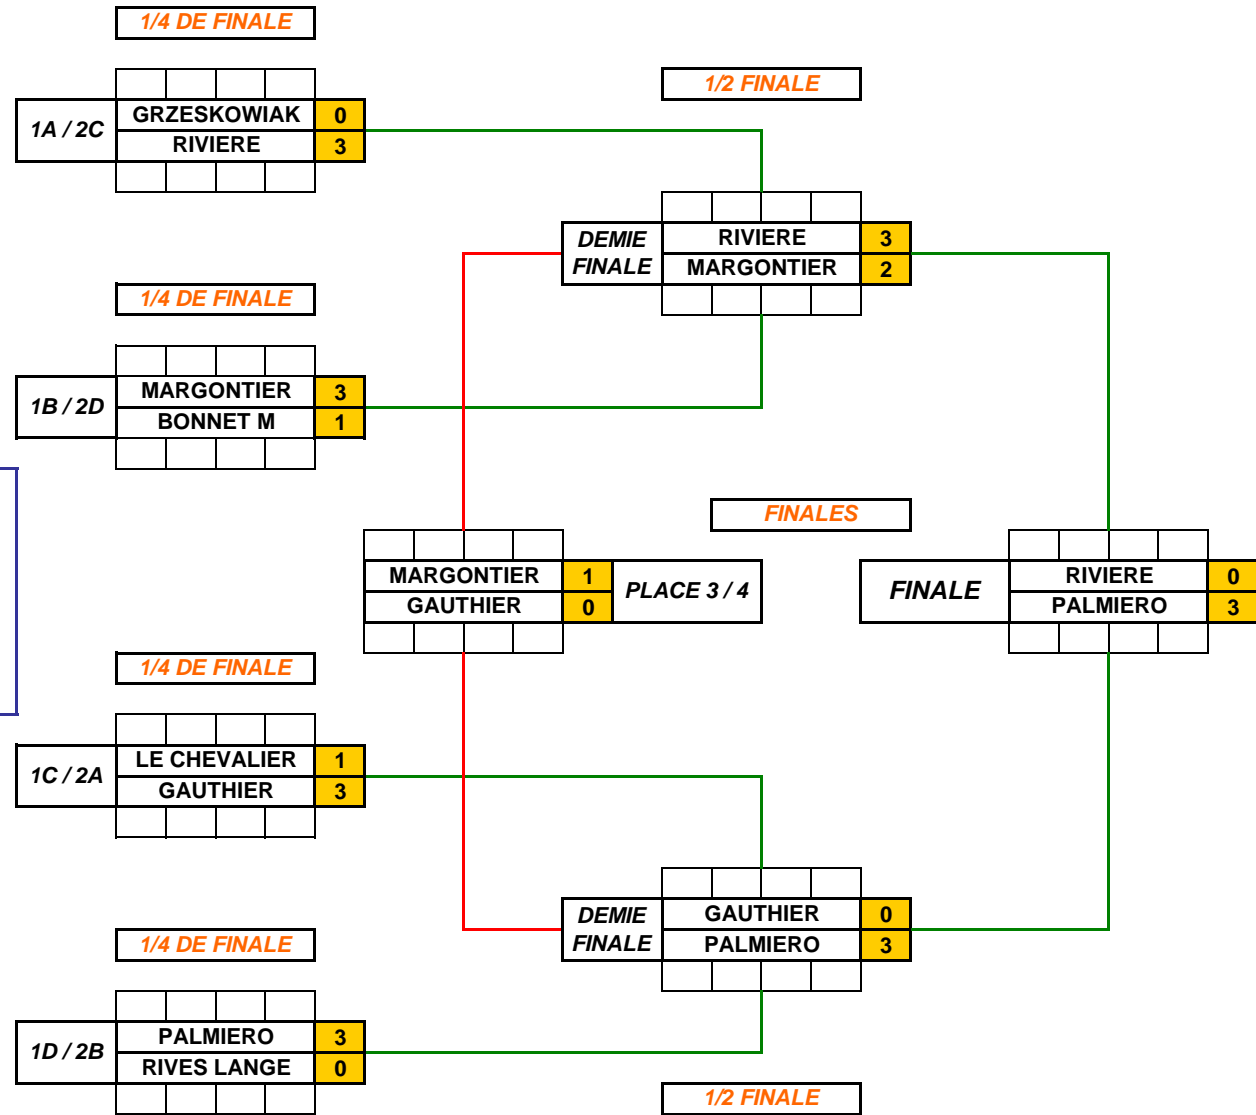 1/4 DE FINALE
1/2 FINALE
1A / 2C
GRZESKOWIAK 0
RIVIERE 3
DEMIE FINALE
RIVIERE 3
MARGONTIER 2
1/4 DE FINALE
1B / 2D
MARGONTIER 3
BONNET M 1
FINALES
MARGONTIER 1
GAUTHIER 0
PLACE 3 / 4
FINALE
RIVIERE 0
PALMIERO 3
1/4 DE FINALE
1C / 2A
LE CHEVALIER 1
GAUTHIER 3
DEMIE FINALE
GAUTHIER 0
PALMIERO 3
1/4 DE FINALE
1D / 2B
PALMIERO 3
RIVES LANGE 0
1/2 FINALE